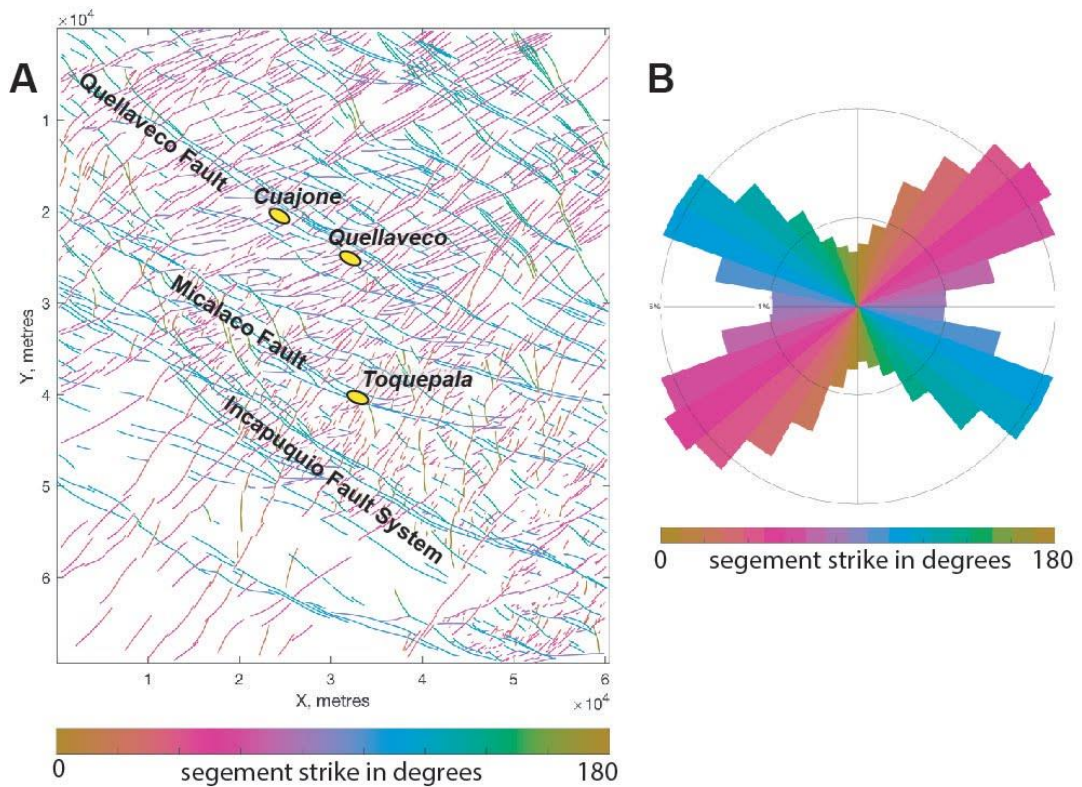 ×10⁴
A
B
Quellaveco Fault
1
Cuajone
2
Quellaveco
3
Micalaco Fault
Toquepala
4
Incapuquio Fault System
5
6
Y, metres
1 2 3 4 5 6
X, metres
×10⁴
0 segement strike in degrees 180
1%
0 segement strike in degrees 180